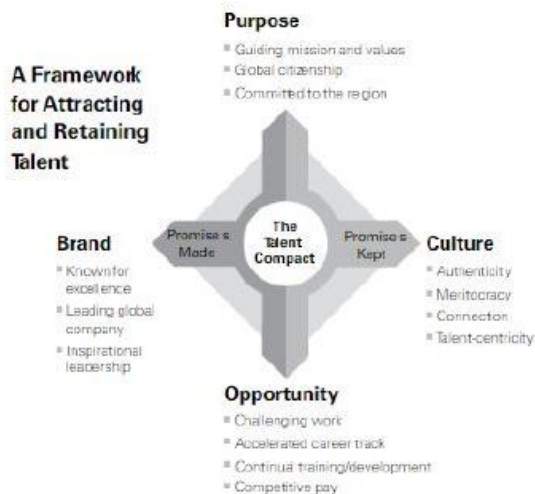 Purpose
Guiding mission and values
Global citizenship
Committed to the region
A Framework
for Attracting
and Retaining
Talent
Brand
Known for
excellence
Leading global
company
Inspirational
leadership
Promises
Made
The
Talent
Compact
Promises
Kept
Culture
Authenticity
Meritocracy
Connection
Talent-centricity
Opportunity
Challenging work
Accelerated career track
Continual training/development
Competitive pay